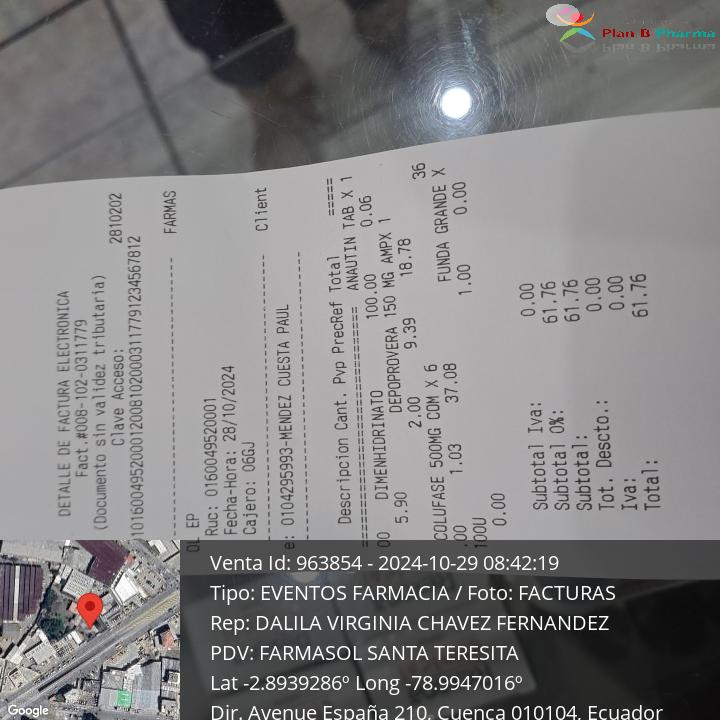 Plan B Pharma
DETALLE DE FACTURA ELECTRONICA
Fact.#008-102-0311779
(Documento sin validez tributaria)
Clave Acceso: 2810202
1016004952000120081020003117791234567812
-------------------------- FARMAS
OL EP
Ruc: 0160049520001
Fecha-Hora: 28/10/2024
Cajero: 06GJ
-------------------------- Client
e: 0104295993-MENDEZ CUESTA PAUL
--------------------------
Descripcion Cant. Pvp PrecRef Total =====
========================== ANAUTIN TAB X 1
00 DIMENHIDRINATO 100.00 0.06
5.90 DEPOPROVERA 150 MG AMPX 1
2.00 9.39 18.78
COLUFASE 500MG COM X 6 36
.00 1.03 37.08 FUNDA GRANDE X
100U 1.00 0.00
0.00
Subtotal Iva: 0.00
Subtotal 0%: 61.76
Subtotal: 61.76
Tot. Descto.: 0.00
Iva: 0.00
Total: 61.76
Venta Id: 963854 - 2024-10-29 08:42:19
Tipo: EVENTOS FARMACIA / Foto: FACTURAS
Rep: DALILA VIRGINIA CHAVEZ FERNANDEZ
PDV: FARMASOL SANTA TERESITA
Lat -2.8939286º Long -78.9947016º
Dir. Avenue España 210, Cuenca 010104, Ecuador
Google